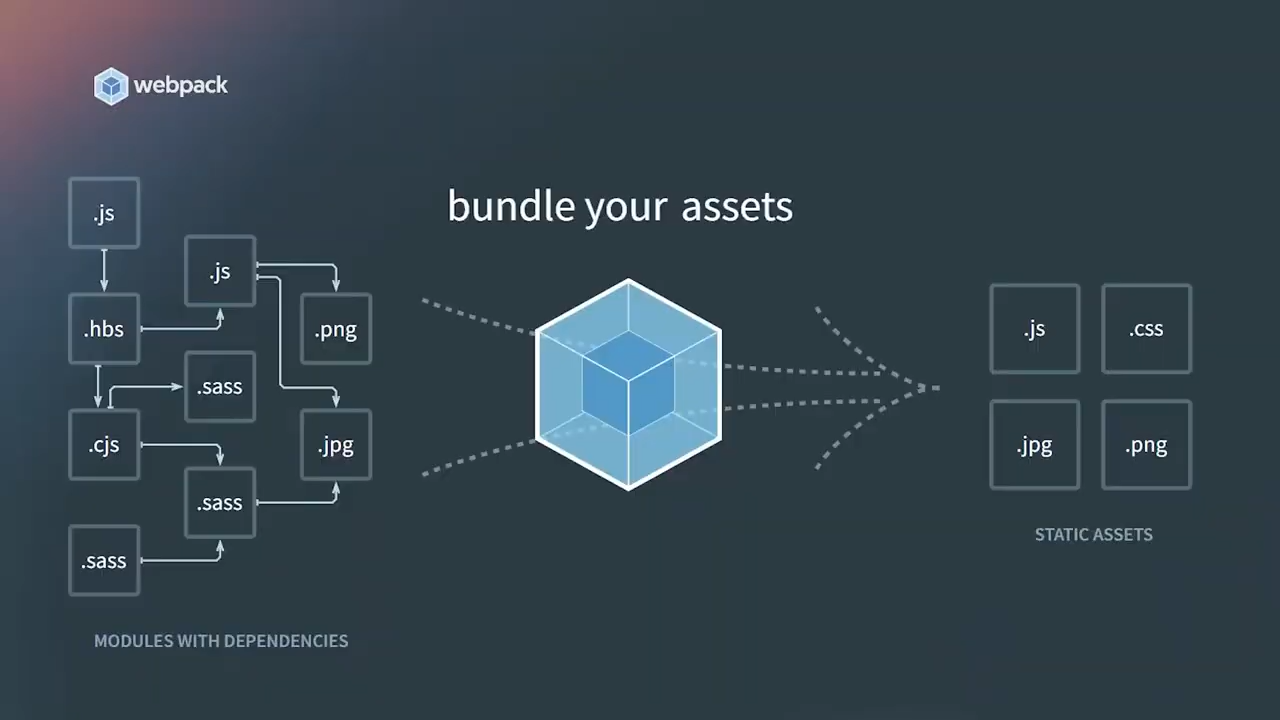 webpack
bundle your assets
.js
.js
.hbs
.png
.sass
.cjs
.jpg
.sass
.sass
MODULES WITH DEPENDENCIES
.js
.css
.jpg
.png
STATIC ASSETS